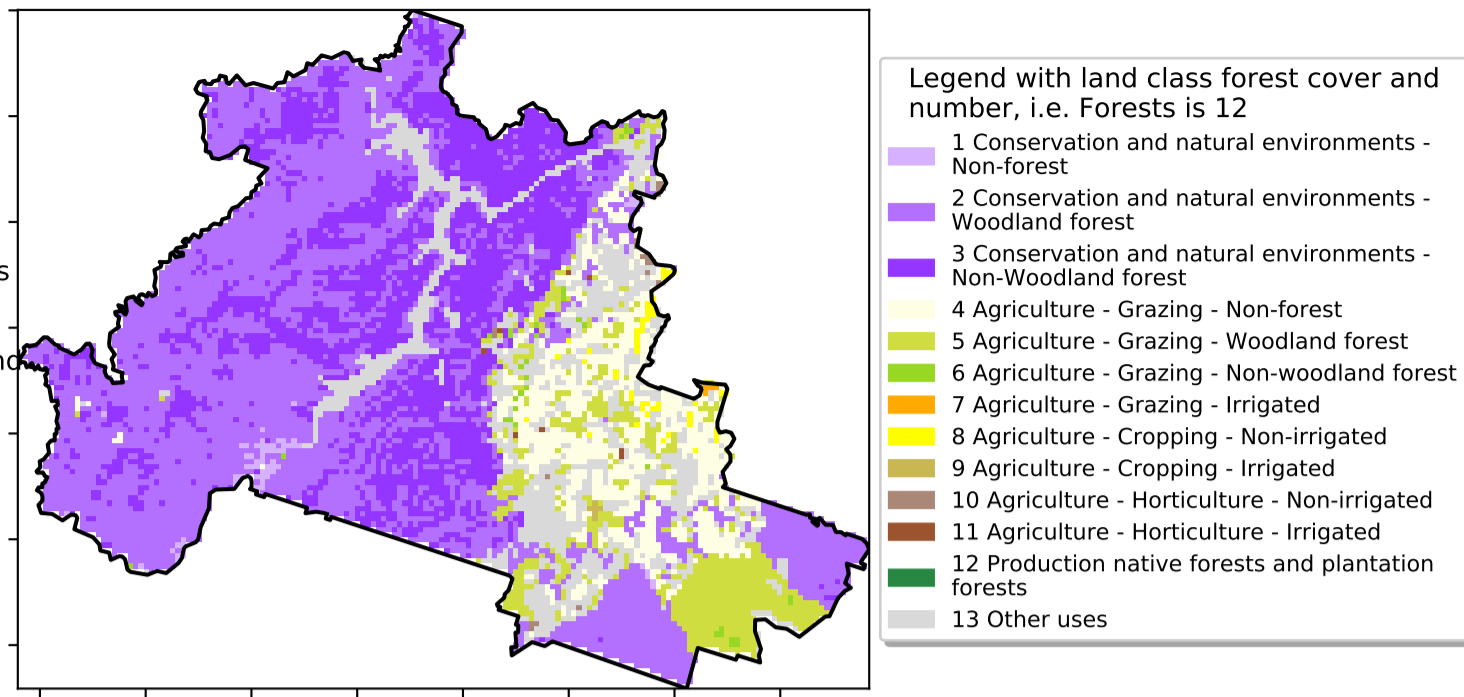 Legend with land class forest cover and
number, i.e. Forests is 12
1 Conservation and natural environments -
Non-forest
2 Conservation and natural environments -
Woodland forest
3 Conservation and natural environments -
Non-Woodland forest
4 Agriculture - Grazing - Non-forest
5 Agriculture - Grazing - Woodland forest
6 Agriculture - Grazing - Non-woodland forest
7 Agriculture - Grazing - Irrigated
8 Agriculture - Cropping - Non-irrigated
9 Agriculture - Cropping - Irrigated
10 Agriculture - Horticulture - Non-irrigated
11 Agriculture - Horticulture - Irrigated
12 Production native forests and plantation
forests
13 Other uses